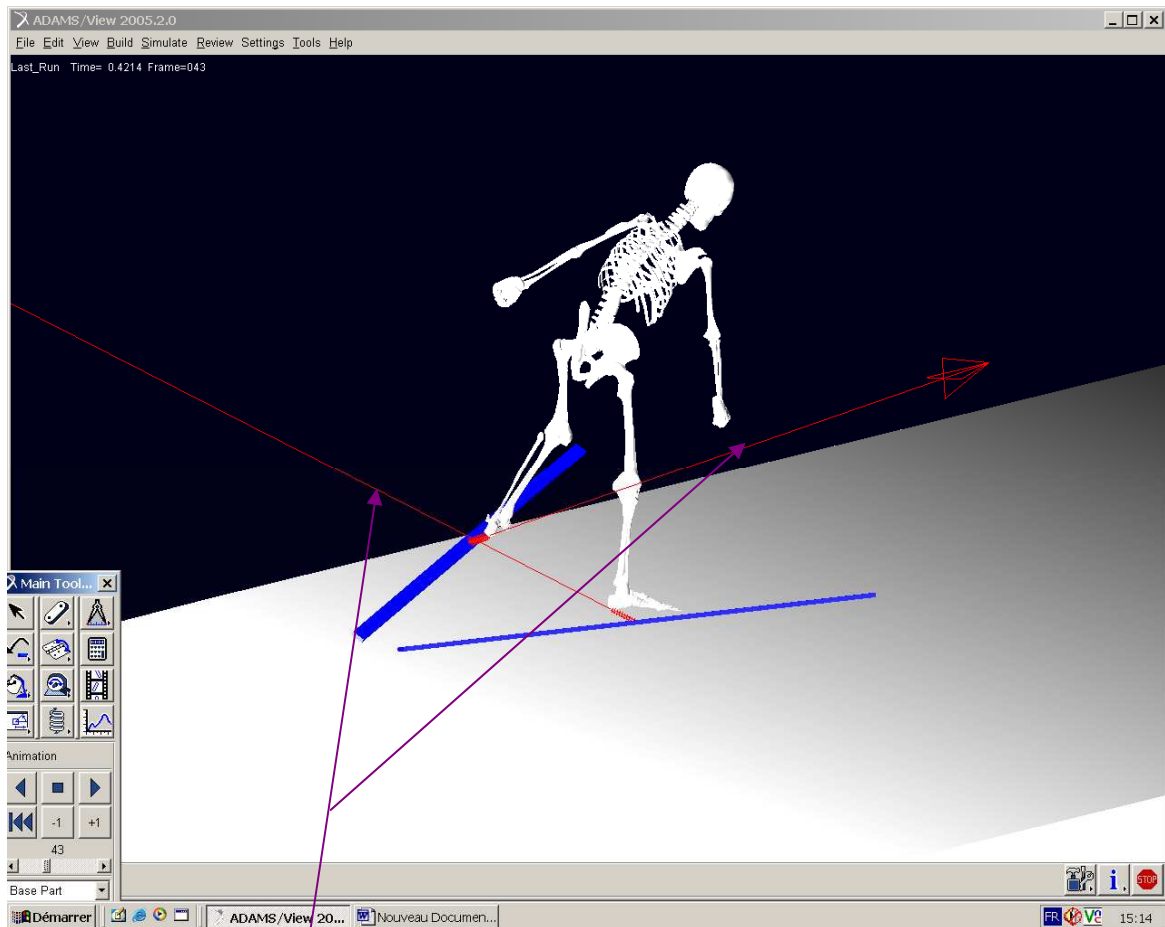 ADAMS/View 2005.2.0
File Edit View Build Simulate Review Settings Tools Help
Last_Run Time= 0.4214 Frame=043
Main Tool...
Animation
-1 +1
43
Base Part
Démarrer ADAMS/View 20... Nouveau Documen... FR 15:14
i
STOP